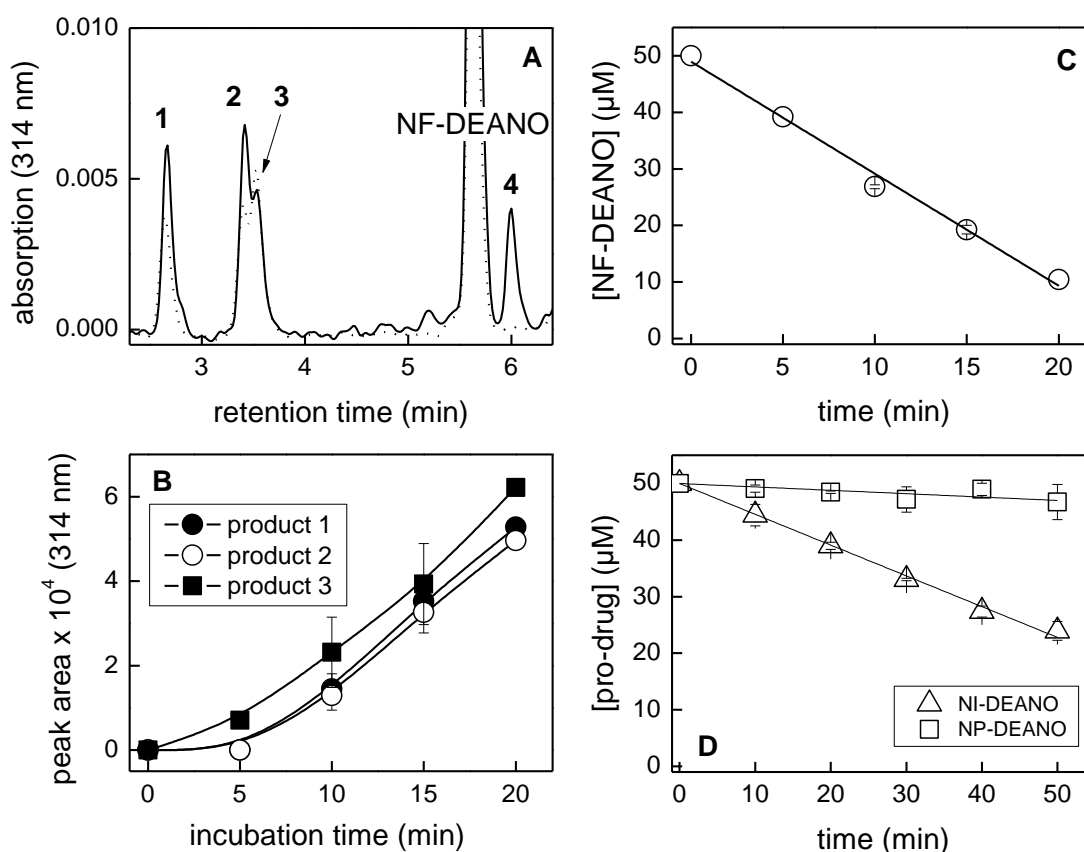 0.010
0.005
0.000
absorption (314 nm)
A
1
2
3
NF-DEANO
4
3
4
5
6
retention time (min)
C
60
50
40
30
20
10
0
[NF-DEANO] (µM)
0
5
10
15
20
time (min)
B
6
4
2
0
peak area x 10⁴ (314 nm)
product 1
product 2
product 3
0
5
10
15
20
incubation time (min)
60
50
40
30
20
10
0
[pro-drug] (µM)
NI-DEANO
NP-DEANO
D
0
10
20
30
40
50
time (min)